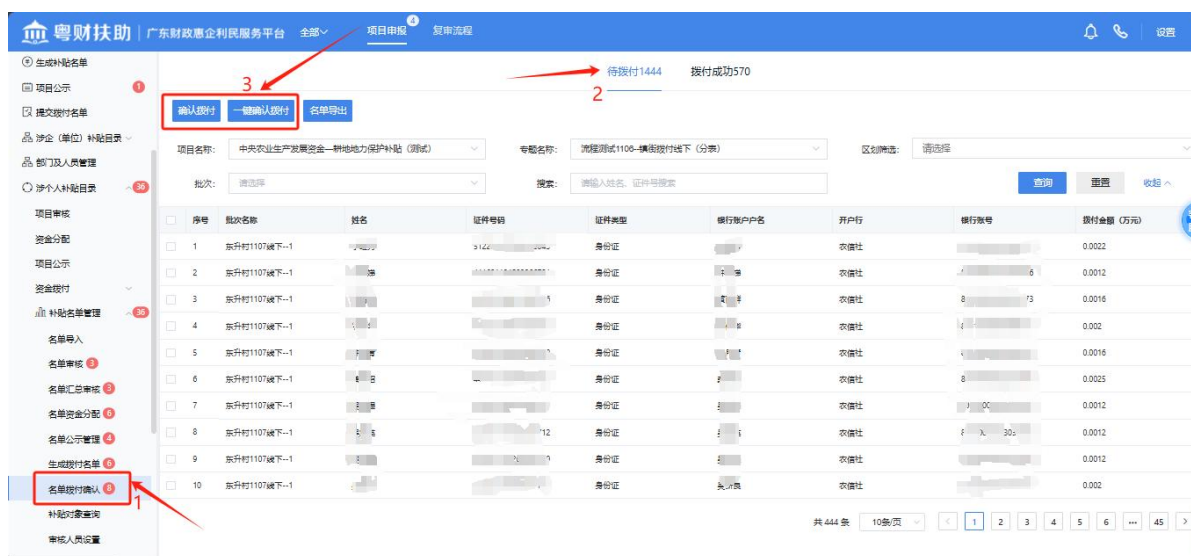 粤财扶助 广东财政惠企利民服务平台 全部 项目申报 4 复审流程 设置
生成补贴名单
项目公示 1
提交拨付名单
涉企（单位）补贴目录
部门及人员管理
涉个人补贴目录 36
项目审核
资金分配
项目公示
资金拨付
补贴名单管理 36
名单导入
名单审核 3
名单汇总审核 3
名单资金分配 6
名单公示管理 4
生成拨付名单 6
名单拨付确认 8
1
补贴对象查询
审核人员设置
待拨付1444 拨付成功570
3 2
确认拨付 一键确认拨付 名单导出
项目名称: 中央农业生产发展资金—耕地地力保护补贴（测试） 专题名称: 流程测试1106--镇街拨付线下（分表） 区划筛选: 请选择
批次: 请选择 搜索: 请输入姓名、证件号搜索 查询 重置 收起
序号 批次名称 姓名 证件号码 证件类型 银行账户户名 开户行 银行账号 拨付金额（万元）
1 东升村1107线下--1 身份证 农信社 0.0022
2 东升村1107线下--1 身份证 农信社 0.0012
3 东升村1107线下--1 身份证 农信社 0.0016
4 东升村1107线下--1 身份证 农信社 0.002
5 东升村1107线下--1 身份证 农信社 0.0016
6 东升村1107线下--1 身份证 农信社 0.0025
7 东升村1107线下--1 身份证 农信社 0.0012
8 东升村1107线下--1 身份证 农信社 0.0012
9 东升村1107线下--1 身份证 农信社 0.0012
10 东升村1107线下--1 身份证 农信社 0.002
共 444 条 10条/页 < 1 2 3 4 5 6 ··· 45 >